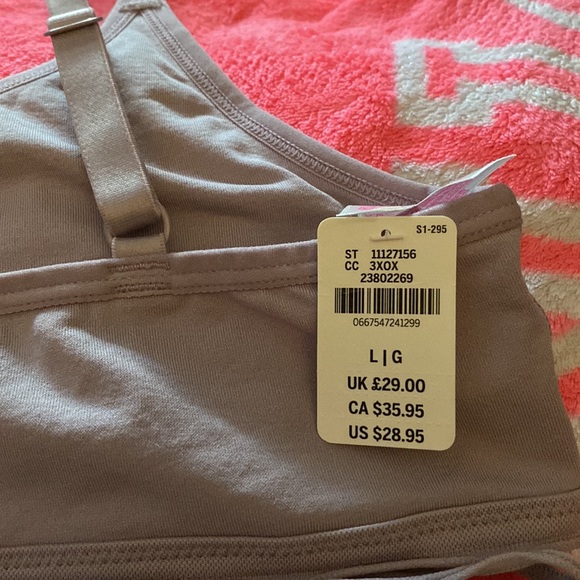 S1-295
ST 11127156
CC 3XOX
23802269
0667547241299
L | G
UK £29.00
CA $35.95
US $28.95